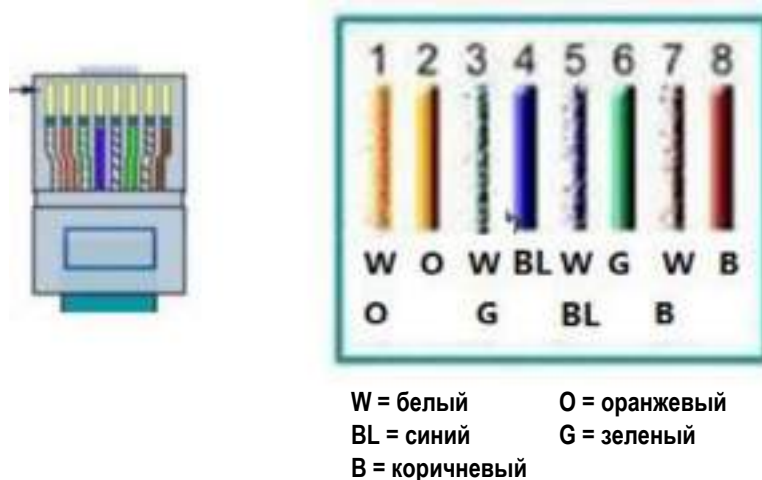 1 2 3 4 5 6 7 8
W O W BL W G W B
O G BL B
W = белый O = оранжевый
BL = синий G = зеленый
B = коричневый